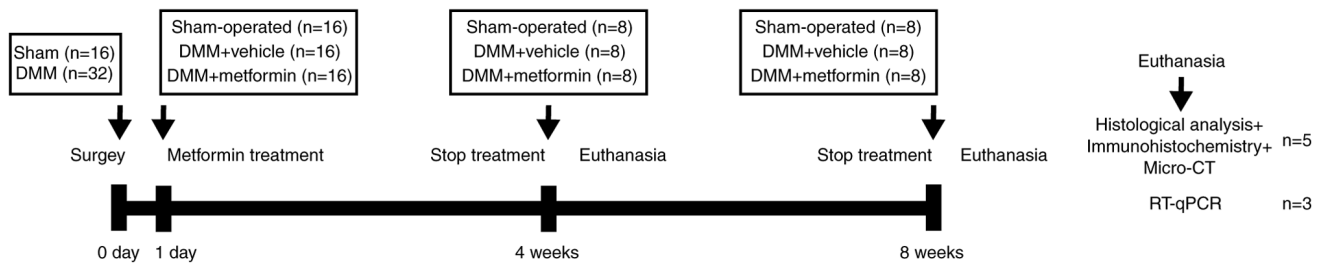 Sham (n=16)
DMM (n=32)
Sham-operated (n=16)
DMM+vehicle (n=16)
DMM+metformin (n=16)
Sham-operated (n=8)
DMM+vehicle (n=8)
DMM+metformin (n=8)
Sham-operated (n=8)
DMM+vehicle (n=8)
DMM+metformin (n=8)
Surgey
Metformin treatment
Stop treatment
Euthanasia
Stop treatment
Euthanasia
0 day
1 day
4 weeks
8 weeks
Euthanasia
Histological analysis+
Immunohistochemistry+
Micro-CT
n=5
RT-qPCR
n=3